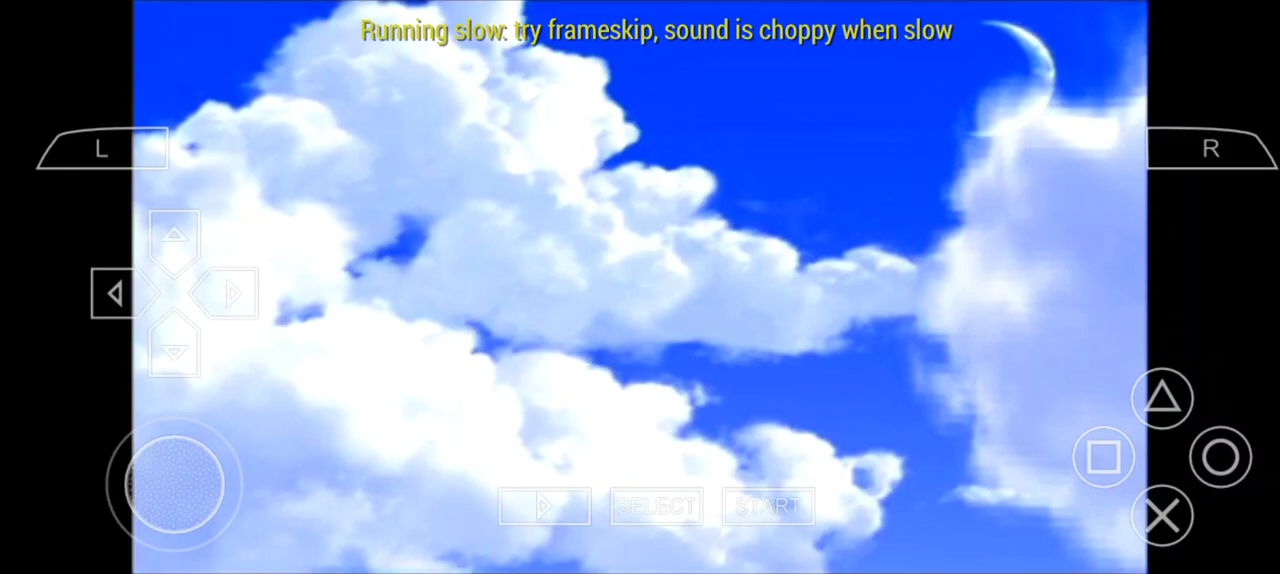 Running slow: try frameskip, sound is choppy when slow
L
R
SELECT
START